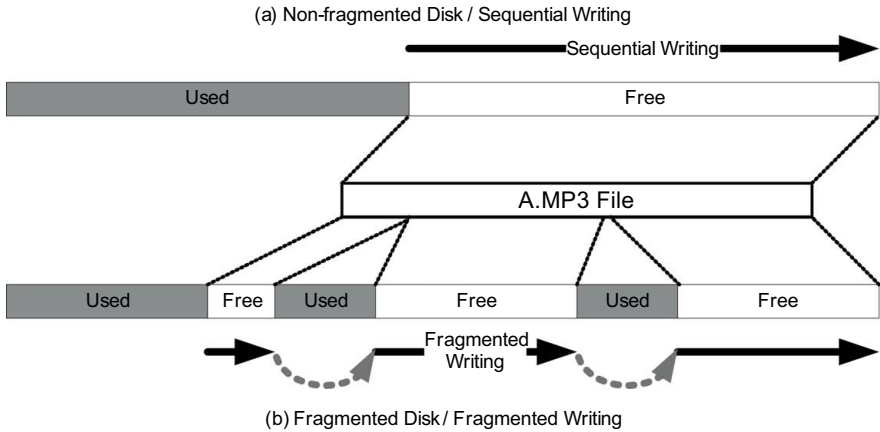 (a) Non-fragmented Disk / Sequential Writing
Sequential Writing
Used Free
A.MP3 File
Used Free Used Free Used Free
Fragmented
Writing
(b) Fragmented Disk / Fragmented Writing